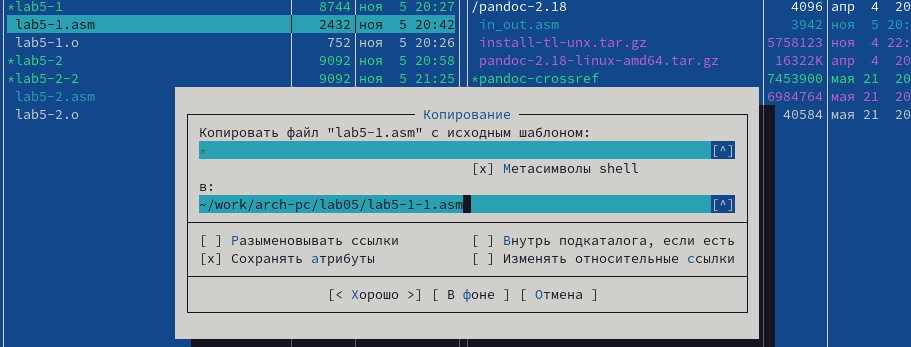 *lab5-1 8744 ноя 5 20:27 /pandoc-2.18 4096 апр 4 20
lab5-1.asm 2432 ноя 5 20:42 in_out.asm 3942 ноя 5 20:
lab5-1.o 752 ноя 5 20:26 install-tl-unx.tar.gz 5758123 ноя 4 22:
*lab5-2 9092 ноя 5 20:58 pandoc-2.18-linux-amd64.tar.gz 16322K апр 4 20
*lab5-2-2 9092 ноя 5 21:25 *pandoc-crossref 7453900 мая 21 20
lab5-2.asm 6984764 мая 21 20
lab5-2.o 40584 мая 21 20
Копирование
Копировать файл "lab5-1.asm" с исходным шаблоном:
* [^]
[x] Метасимволы shell
в:
~/work/arch-pc/lab05/lab5-1-1.asm [^]
[ ] Разыменовывать ссылки [ ] Внутрь подкаталога, если есть
[x] Сохранять атрибуты [ ] Изменять относительные ссылки
[< Хорошо >] [ В фоне ] [ Отмена ]